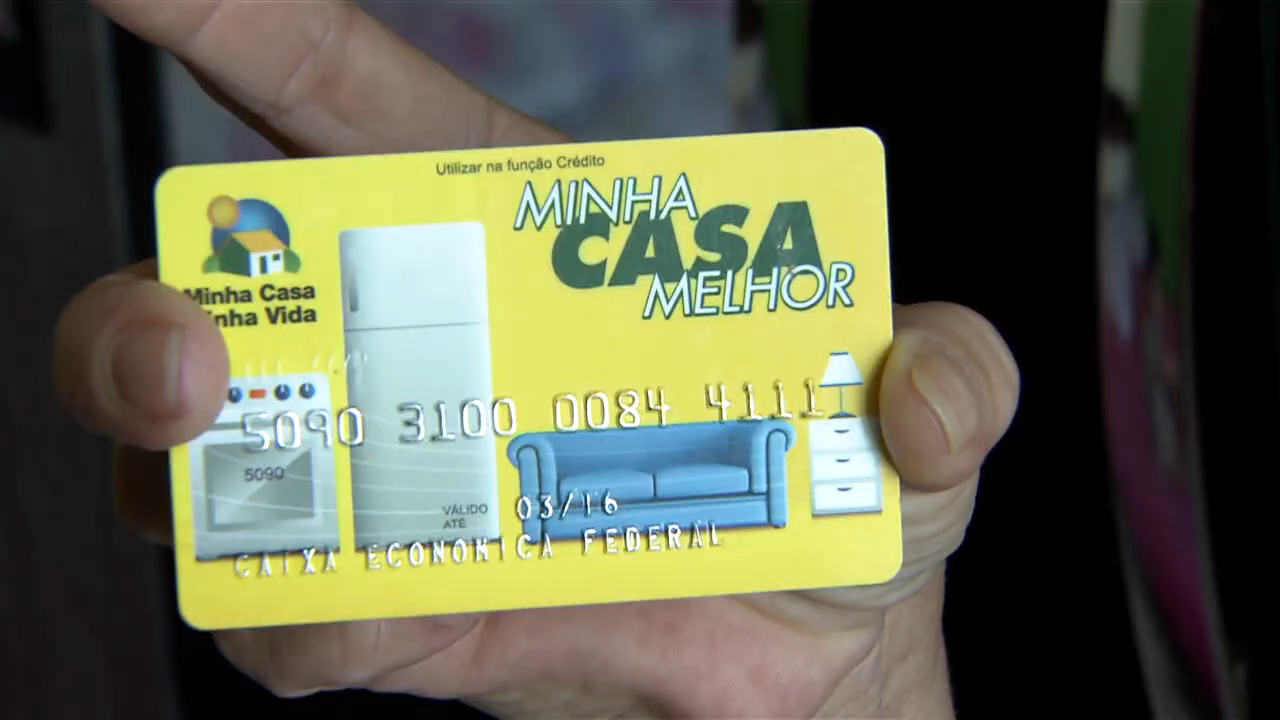 Utilizar na função Crédito
MINHA
CASA
MELHOR
Minha Casa
inha Vida
5090 3100 0084 4111
5090
VÁLIDO
ATÉ 03/16
CAIXA ECONOMICA FEDERAL